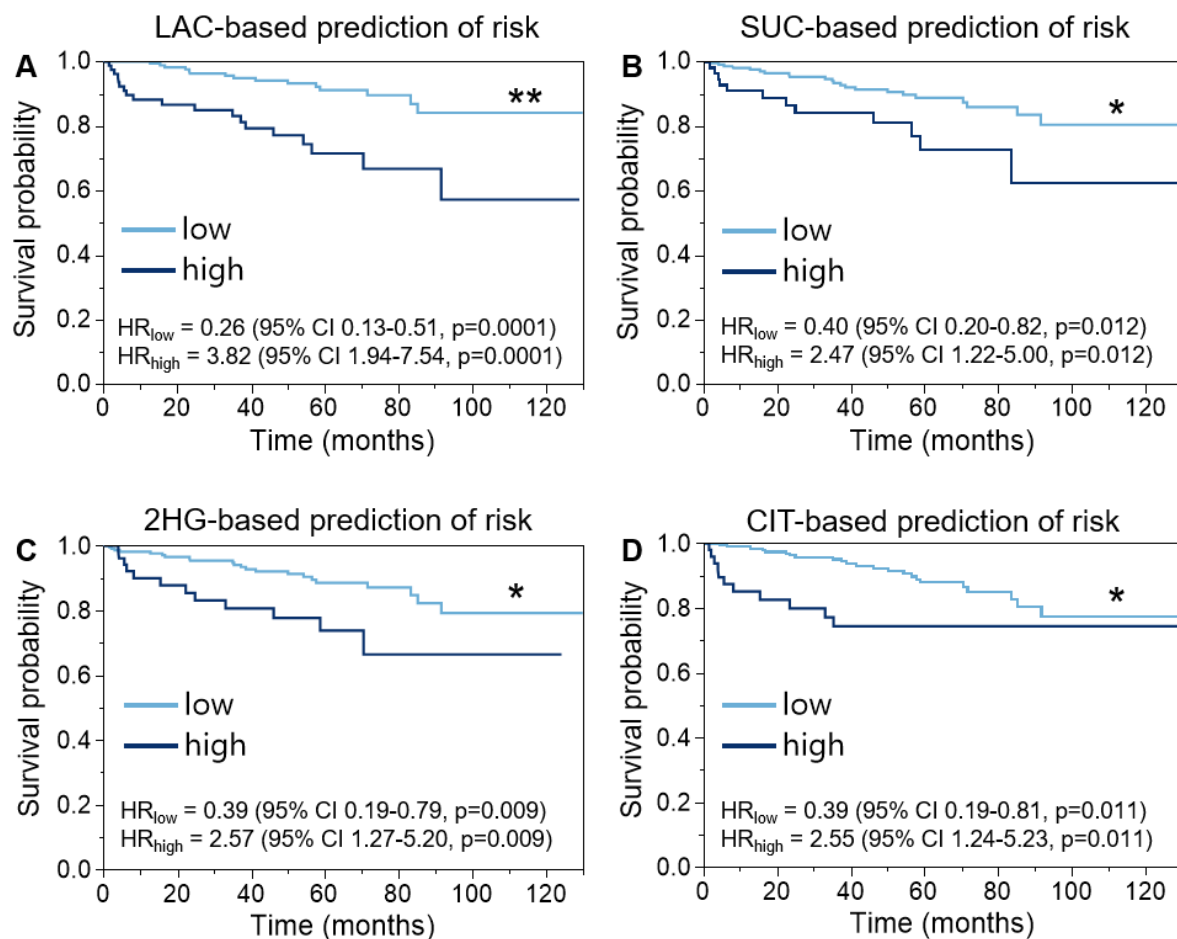 LAC-based prediction of risk
A
1.0
0.8
0.6
0.4
0.2
0.0
Survival probability
**
low
high
HRlow = 0.26 (95% CI 0.13-0.51, p=0.0001)
HRhigh = 3.82 (95% CI 1.94-7.54, p=0.0001)
0 20 40 60 80 100 120
Time (months)
SUC-based prediction of risk
B
1.0
0.8
0.6
0.4
0.2
0.0
Survival probability
*
low
high
HRlow = 0.40 (95% CI 0.20-0.82, p=0.012)
HRhigh = 2.47 (95% CI 1.22-5.00, p=0.012)
0 20 40 60 80 100 120
Time (months)
2HG-based prediction of risk
C
1.0
0.8
0.6
0.4
0.2
0.0
Survival probability
*
low
high
HRlow = 0.39 (95% CI 0.19-0.79, p=0.009)
HRhigh = 2.57 (95% CI 1.27-5.20, p=0.009)
0 20 40 60 80 100 120
Time (months)
CIT-based prediction of risk
D
1.0
0.8
0.6
0.4
0.2
0.0
Survival probability
*
low
high
HRlow = 0.39 (95% CI 0.19-0.81, p=0.011)
HRhigh = 2.55 (95% CI 1.24-5.23, p=0.011)
0 20 40 60 80 100 120
Time (months)